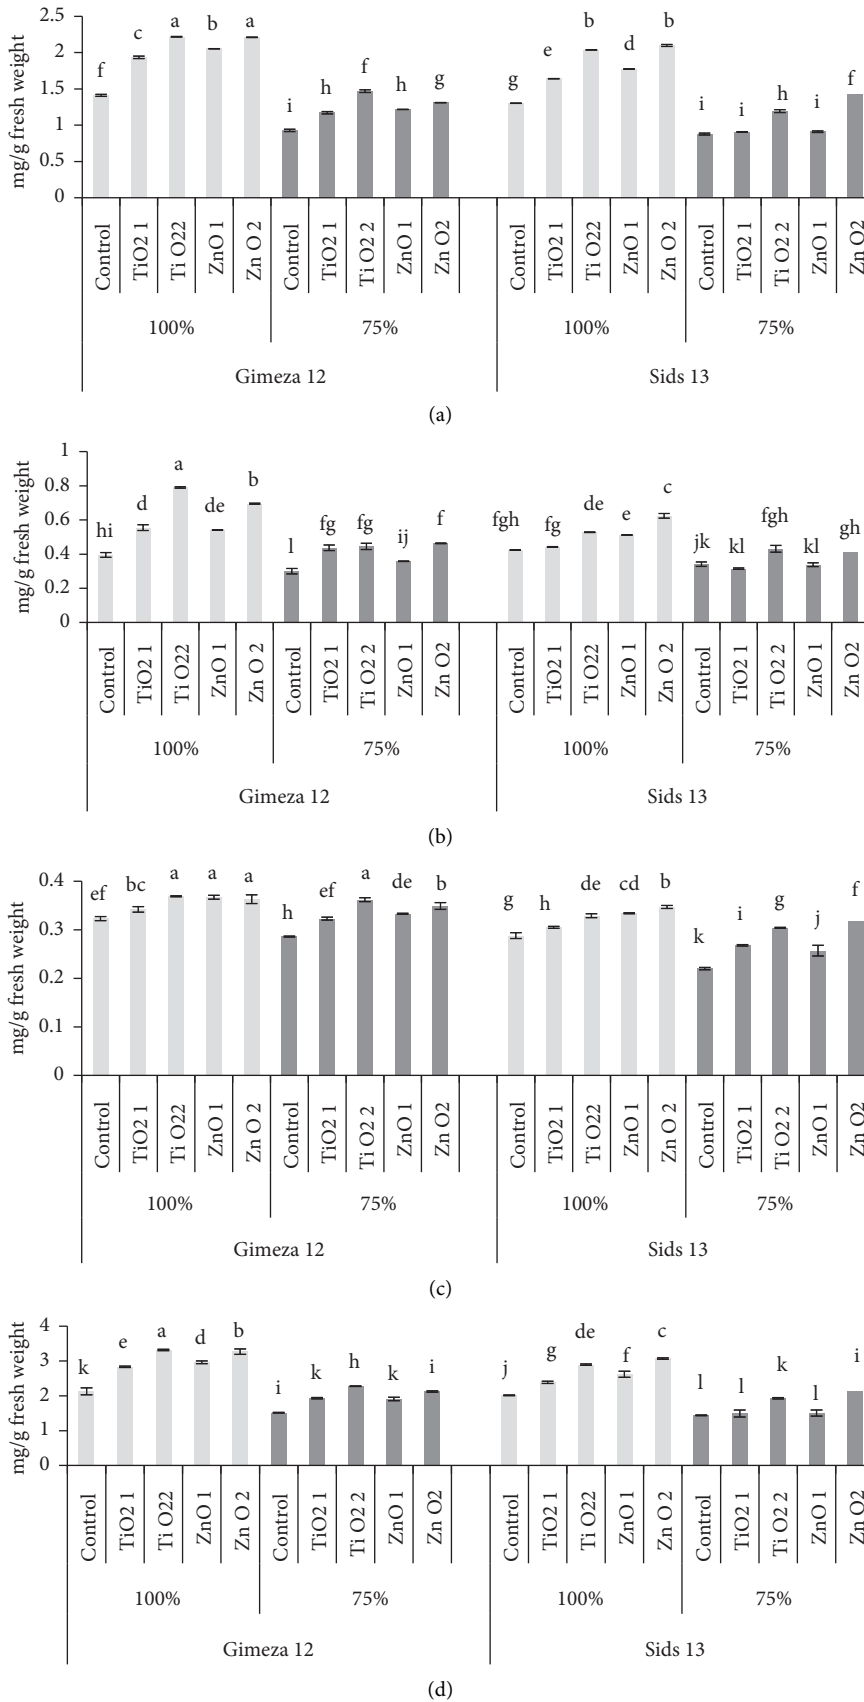 2.5
2
1.5
1
0.5
0
mg/g fresh weight
f c a b a i h f h g g e b d b i i h i f
Control TiO2 1 Ti O22 ZnO 1 Zn O 2 Control TiO2 1 Ti O2 2 ZnO 1 Zn O2 Control TiO2 1 Ti O22 ZnO 1 Zn O 2 Control TiO2 1 Ti O2 2 ZnO 1 Zn O2
100% 75% 100% 75%
Gimeza 12 Sids 13
(a)
1
0.8
0.6
0.4
0.2
0
mg/g fresh weight
hi d a de b l fg fg ij f fgh fg de e c jk kl fgh kl gh
Control TiO2 1 Ti O22 ZnO 1 Zn O 2 Control TiO2 1 Ti O2 2 ZnO 1 Zn O2 Control TiO2 1 Ti O22 ZnO 1 Zn O 2 Control TiO2 1 Ti O2 2 ZnO 1 Zn O2
100% 75% 100% 75%
Gimeza 12 Sids 13
(b)
0.4
0.3
0.2
0.1
0
mg/g fresh weight
ef bc a a a h ef a de b g h de cd b k i g j f
Control TiO2 1 Ti O22 ZnO 1 Zn O 2 Control TiO2 1 Ti O2 2 ZnO 1 Zn O2 Control TiO2 1 Ti O22 ZnO 1 Zn O 2 Control TiO2 1 Ti O2 2 ZnO 1 Zn O2
100% 75% 100% 75%
Gimeza 12 Sids 13
(c)
4
3
2
1
0
mg/g fresh weight
k e a d b i k h k i j g de f c l l k l i
Control TiO2 1 Ti O22 ZnO 1 Zn O 2 Control TiO2 1 Ti O2 2 ZnO 1 Zn O2 Control TiO2 1 Ti O22 ZnO 1 Zn O 2 Control TiO2 1 Ti O2 2 ZnO 1 Zn O2
100% 75% 100% 75%
Gimeza 12 Sids 13
(d)